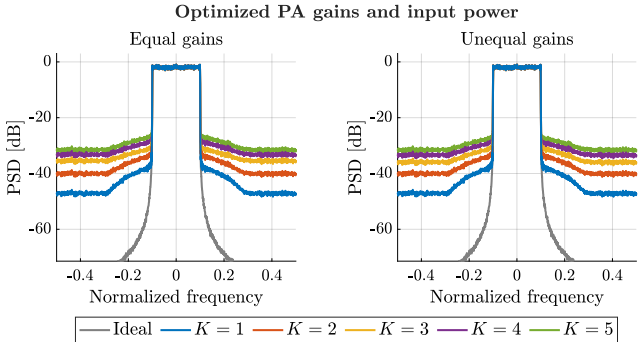 Optimized PA gains and input power
Equal gains
Unequal gains
PSD [dB]
0
-20
-40
-60
-0.4 -0.2 0 0.2 0.4
Normalized frequency
PSD [dB]
0
-20
-40
-60
-0.4 -0.2 0 0.2 0.4
Normalized frequency
Ideal K = 1 K = 2 K = 3 K = 4 K = 5